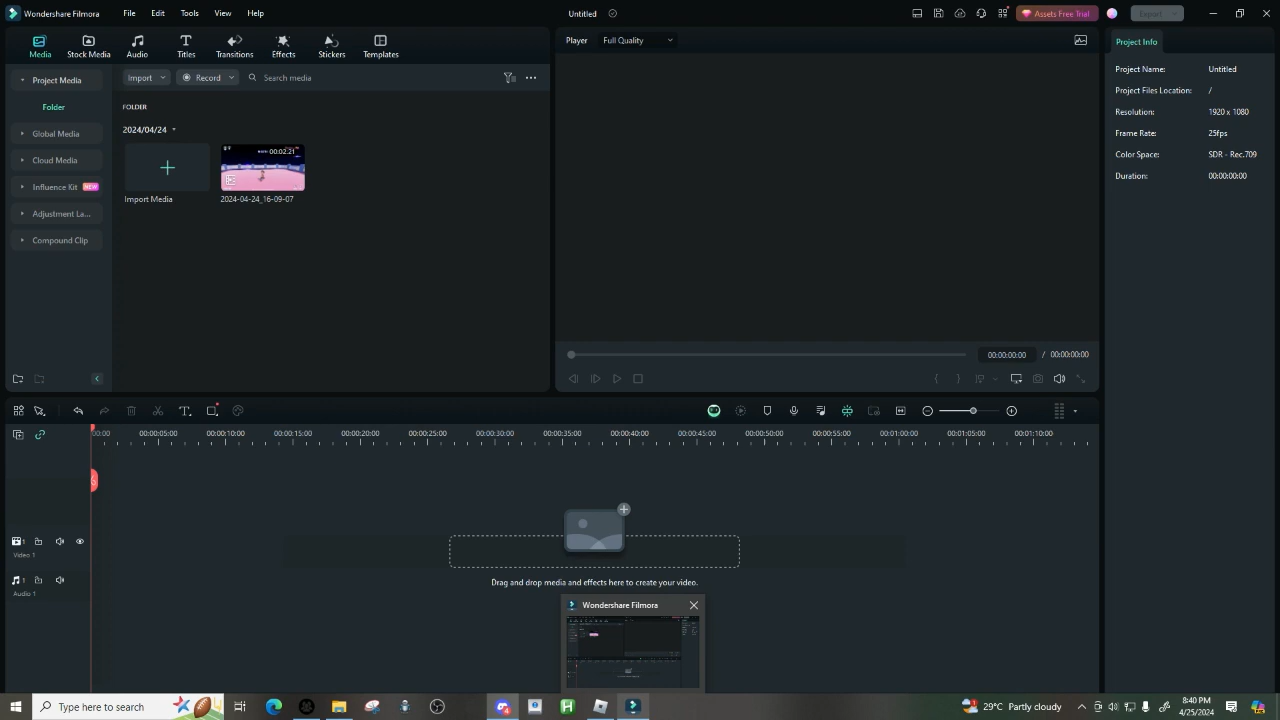 Wondershare Filmora File Edit Tools View Help Untitled Assets Free Trial Export
Media Stock Media Audio Titles Transitions Effects Stickers Templates
Player Full Quality
Project Info
Project Media
Folder
Global Media
Cloud Media
Influence Kit NEW
Adjustment La...
Compound Clip
Import Record Search media
FOLDER
2024/04/24
00:02:21
Import Media 2024-04-24_16-09-07
Project Name: Untitled
Project Files Location: /
Resolution: 1920 x 1080
Frame Rate: 25fps
Color Space: SDR - Rec.709
Duration: 00:00:00:00
00:00:00:00 / 00:00:00:00
:00:00 00:00:05:00 00:00:10:00 00:00:15:00 00:00:20:00 00:00:25:00 00:00:30:00 00:00:35:00 00:00:40:00 00:00:45:00 00:00:50:00 00:00:55:00 00:01:00:00 00:01:05:00 00:01:10:00
1
Video 1
1
Audio 1
Drag and drop media and effects here to create your video.
Wondershare Filmora
Type here to search
29°C Partly cloudy
8:40 PM
4/25/2024